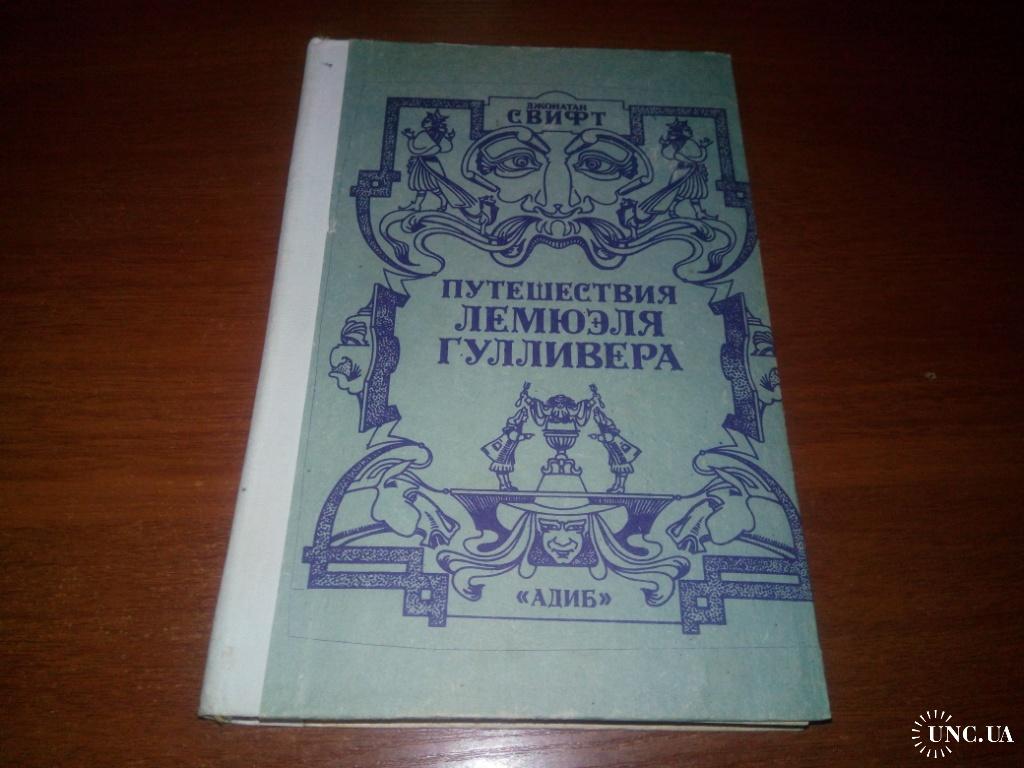 ДЖОНАТАН
СВИФТ
ПУТЕШЕСТВИЯ
ЛЕМЮЭЛЯ
ГУЛЛИВЕРА
«АДИБ»
UNC.UA